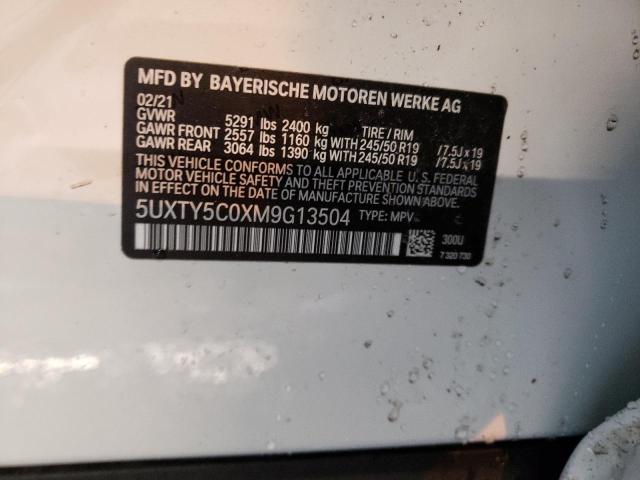 MFD BY BAYERISCHE MOTOREN WERKE AG
02/21
GVWR 5291 lbs 2400 kg TIRE / RIM
GAWR FRONT 2557 lbs 1160 kg WITH 245/50 R19 /7.5J x 19
GAWR REAR 3064 lbs 1390 kg WITH 245/50 R19 /7.5J x 19
THIS VEHICLE CONFORMS TO ALL APPLICABLE U. S. FEDERAL
MOTOR VEHICLE SAFETY AND THEFT PREVENTION STANDARDS
IN EFFECT ON THE DATE OF MANUFACTURE SHOWN ABOVE.
5UXTY5C0XM9G13504 TYPE: MPV
300U
7 320 730